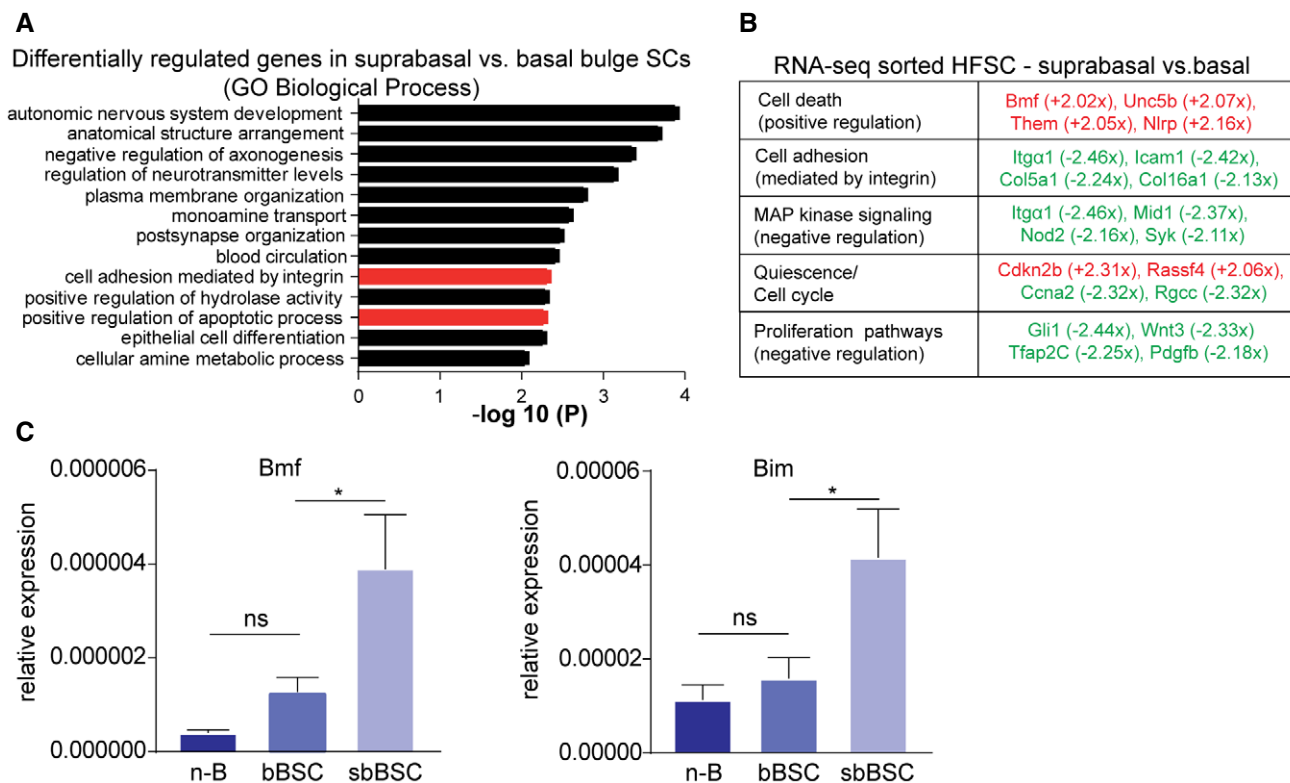 A
Differentially regulated genes in suprabasal vs. basal bulge SCs
(GO Biological Process)
autonomic nervous system development
anatomical structure arrangement
negative regulation of axonogenesis
regulation of neurotransmitter levels
plasma membrane organization
monoamine transport
postsynapse organization
blood circulation
cell adhesion mediated by integrin
positive regulation of hydrolase activity
positive regulation of apoptotic process
epithelial cell differentiation
cellular amine metabolic process
0 1 2 3 4
-log 10 (P)
B
RNA-seq sorted HFSC - suprabasal vs.basal
Cell death
(positive regulation)
Bmf (+2.02x), Unc5b (+2.07x),
Them (+2.05x), Nlrp (+2.16x)
Cell adhesion
(mediated by integrin)
Itgα1 (-2.46x), Icam1 (-2.42x),
Col5a1 (-2.24x), Col16a1 (-2.13x)
MAP kinase signaling
(negative regulation)
Itgα1 (-2.46x), Mid1 (-2.37x),
Nod2 (-2.16x), Syk (-2.11x)
Quiescence/
Cell cycle
Cdkn2b (+2.31x), Rassf4 (+2.06x),
Ccna2 (-2.32x), Rgcc (-2.32x)
Proliferation pathways
(negative regulation)
Gli1 (-2.44x), Wnt3 (-2.33x)
Tfap2C (-2.25x), Pdgfb (-2.18x)
C
Bmf
relative expression
0.000006
0.000004
0.000002
0.000000
ns
*
n-B bBSC sbBSC
Bim
relative expression
0.00006
0.00004
0.00002
0.00000
ns
*
n-B bBSC sbBSC